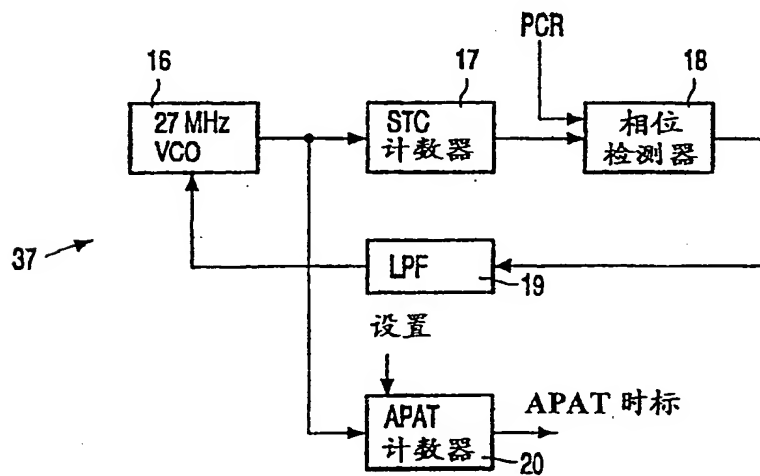 PCR
16
17
18
27 MHz
VCO
STC
计数器
相位
检测器
37
LPF
19
设置
APAT
计数器
APAT 时标
20